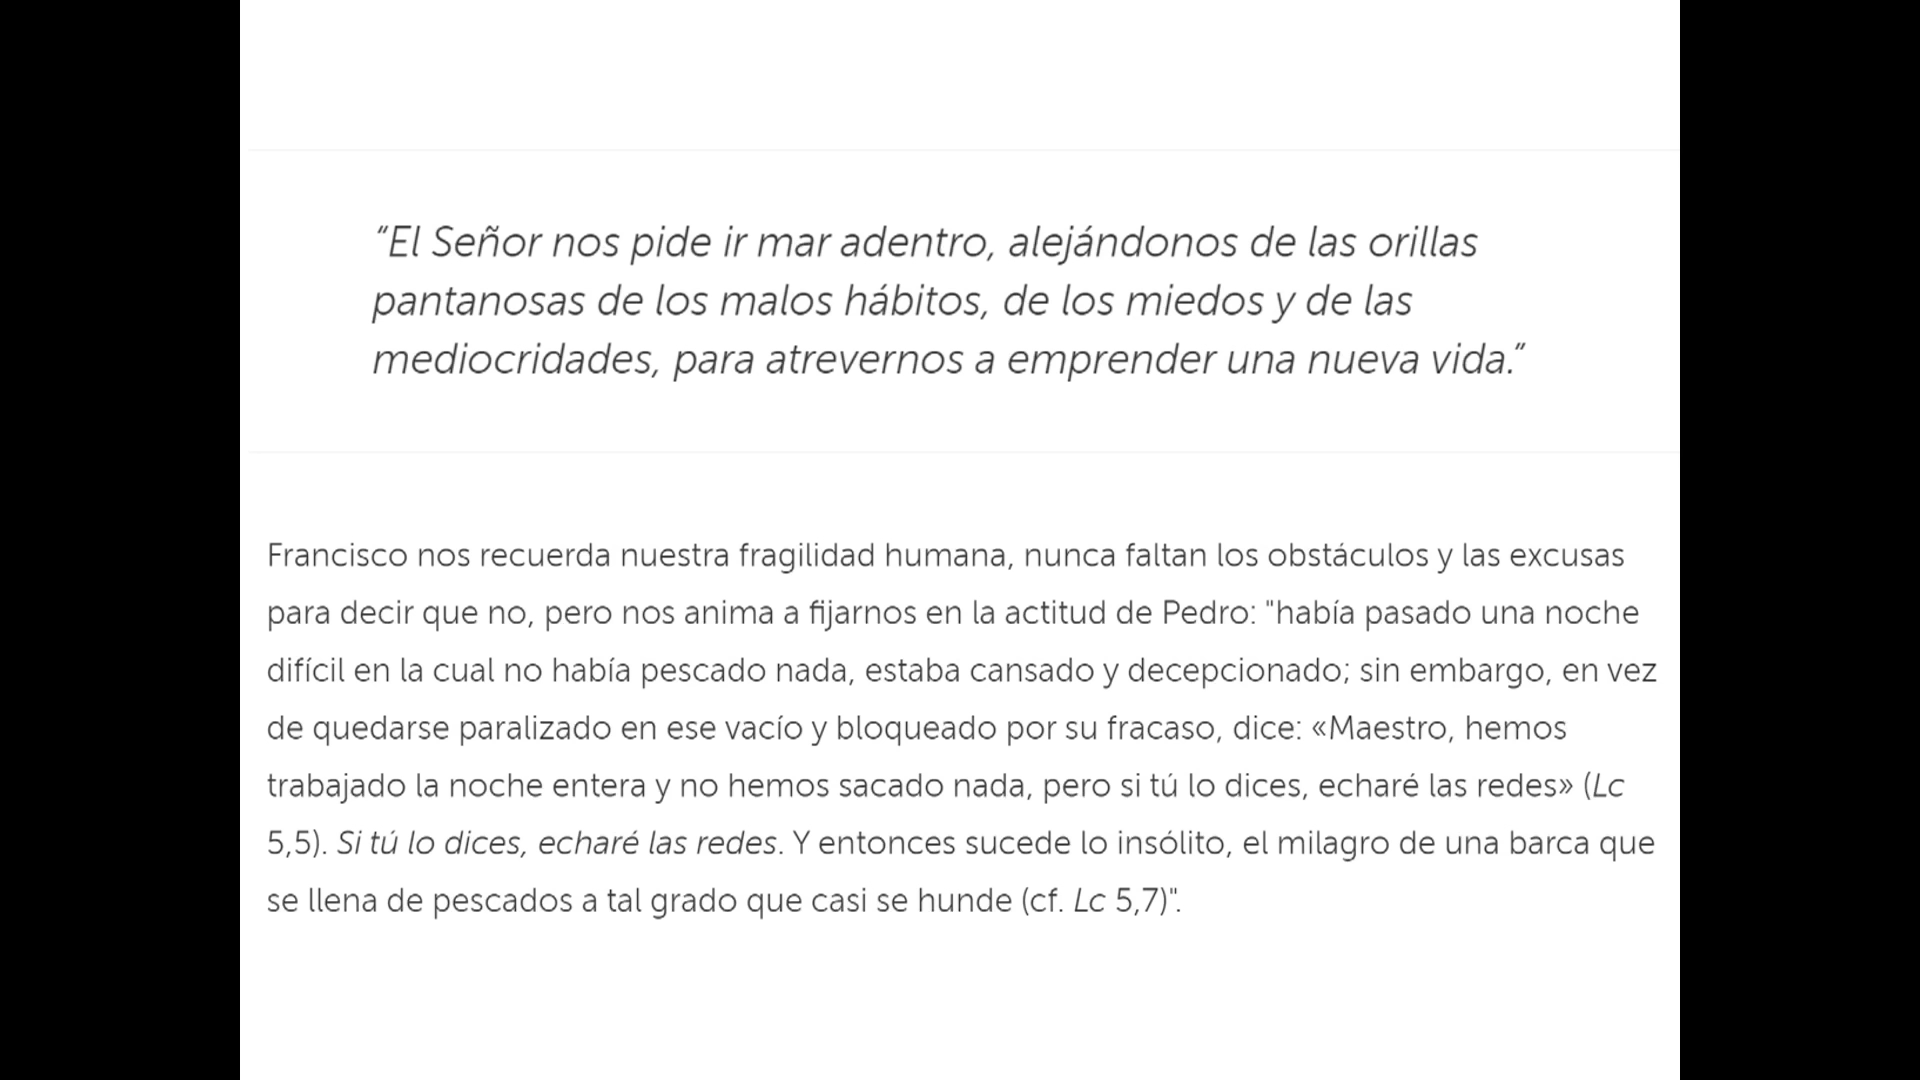 “El Señor nos pide ir mar adentro, alejándonos de las orillas
pantanosas de los malos hábitos, de los miedos y de las
mediocridades, para atrevernos a emprender una nueva vida.”
Francisco nos recuerda nuestra fragilidad humana, nunca faltan los obstáculos y las excusas
para decir que no, pero nos anima a fijarnos en la actitud de Pedro: "había pasado una noche
difícil en la cual no había pescado nada, estaba cansado y decepcionado; sin embargo, en vez
de quedarse paralizado en ese vacío y bloqueado por su fracaso, dice: «Maestro, hemos
trabajado la noche entera y no hemos sacado nada, pero si tú lo dices, echaré las redes» (Lc
5,5). Si tú lo dices, echaré las redes. Y entonces sucede lo insólito, el milagro de una barca que
se llena de pescados a tal grado que casi se hunde (cf. Lc 5,7)".